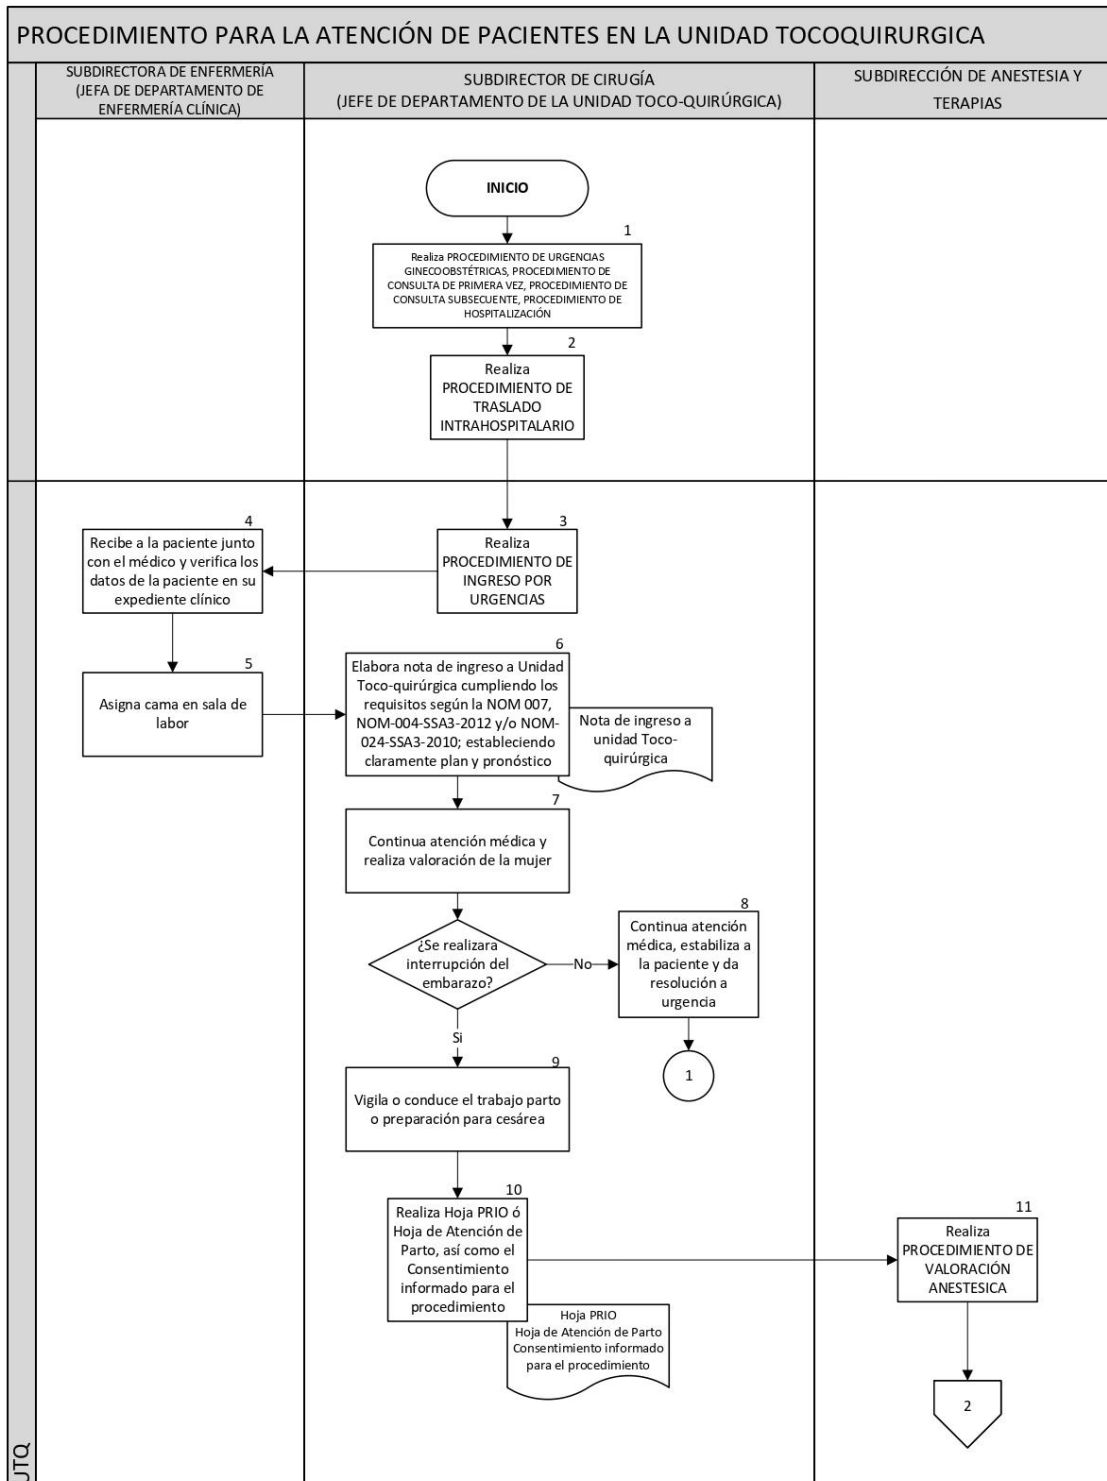 PROCEDIMIENTO PARA LA ATENCIÓN DE PACIENTES EN LA UNIDAD TOCOQUIRURGICA
SUBDIRECTORA DE ENFERMERÍA
(JEFA DE DEPARTAMENTO DE
ENFERMERÍA CLÍNICA)
SUBDIRECTOR DE CIRUGÍA
(JEFE DE DEPARTAMENTO DE LA UNIDAD TOCO-QUIRÚRGICA)
SUBDIRECCIÓN DE ANESTESIA Y
TERAPIAS
INICIO
1
Realiza PROCEDIMIENTO DE URGENCIAS
GINECOOBSTÉTRICAS, PROCEDIMIENTO DE
CONSULTA DE PRIMERA VEZ, PROCEDIMIENTO DE
CONSULTA SUBSECUENTE, PROCEDIMIENTO DE
HOSPITALIZACIÓN
2
Realiza
PROCEDIMIENTO DE
TRASLADO
INTRAHOSPITALARIO
3
Realiza
PROCEDIMIENTO DE
INGRESO POR
URGENCIAS
4
Recibe a la paciente junto
con el médico y verifica los
datos de la paciente en su
expediente clínico
5
Asigna cama en sala de
labor
6
Elabora nota de ingreso a Unidad
Toco-quirúrgica cumpliendo los
requisitos según la NOM 007,
NOM-004-SSA3-2012 y/o NOM-
024-SSA3-2010; estableciendo
claramente plan y pronóstico
Nota de ingreso a
unidad Toco-
quirúrgica
7
Continua atención médica y
realiza valoración de la mujer
¿Se realizara
interrupción del
embarazo?
No
8
Continua atención
médica, estabiliza a
la paciente y da
resolución a
urgencia
1
Si
9
Vigila o conduce el trabajo parto
o preparación para cesárea
10
Realiza Hoja PRIO ó
Hoja de Atención de
Parto, así como el
Consentimiento
informado para el
procedimiento
Hoja PRIO
Hoja de Atención de Parto
Consentimiento informado
para el procedimiento
11
Realiza
PROCEDIMIENTO DE
VALORACIÓN
ANESTESICA
2
UTQ